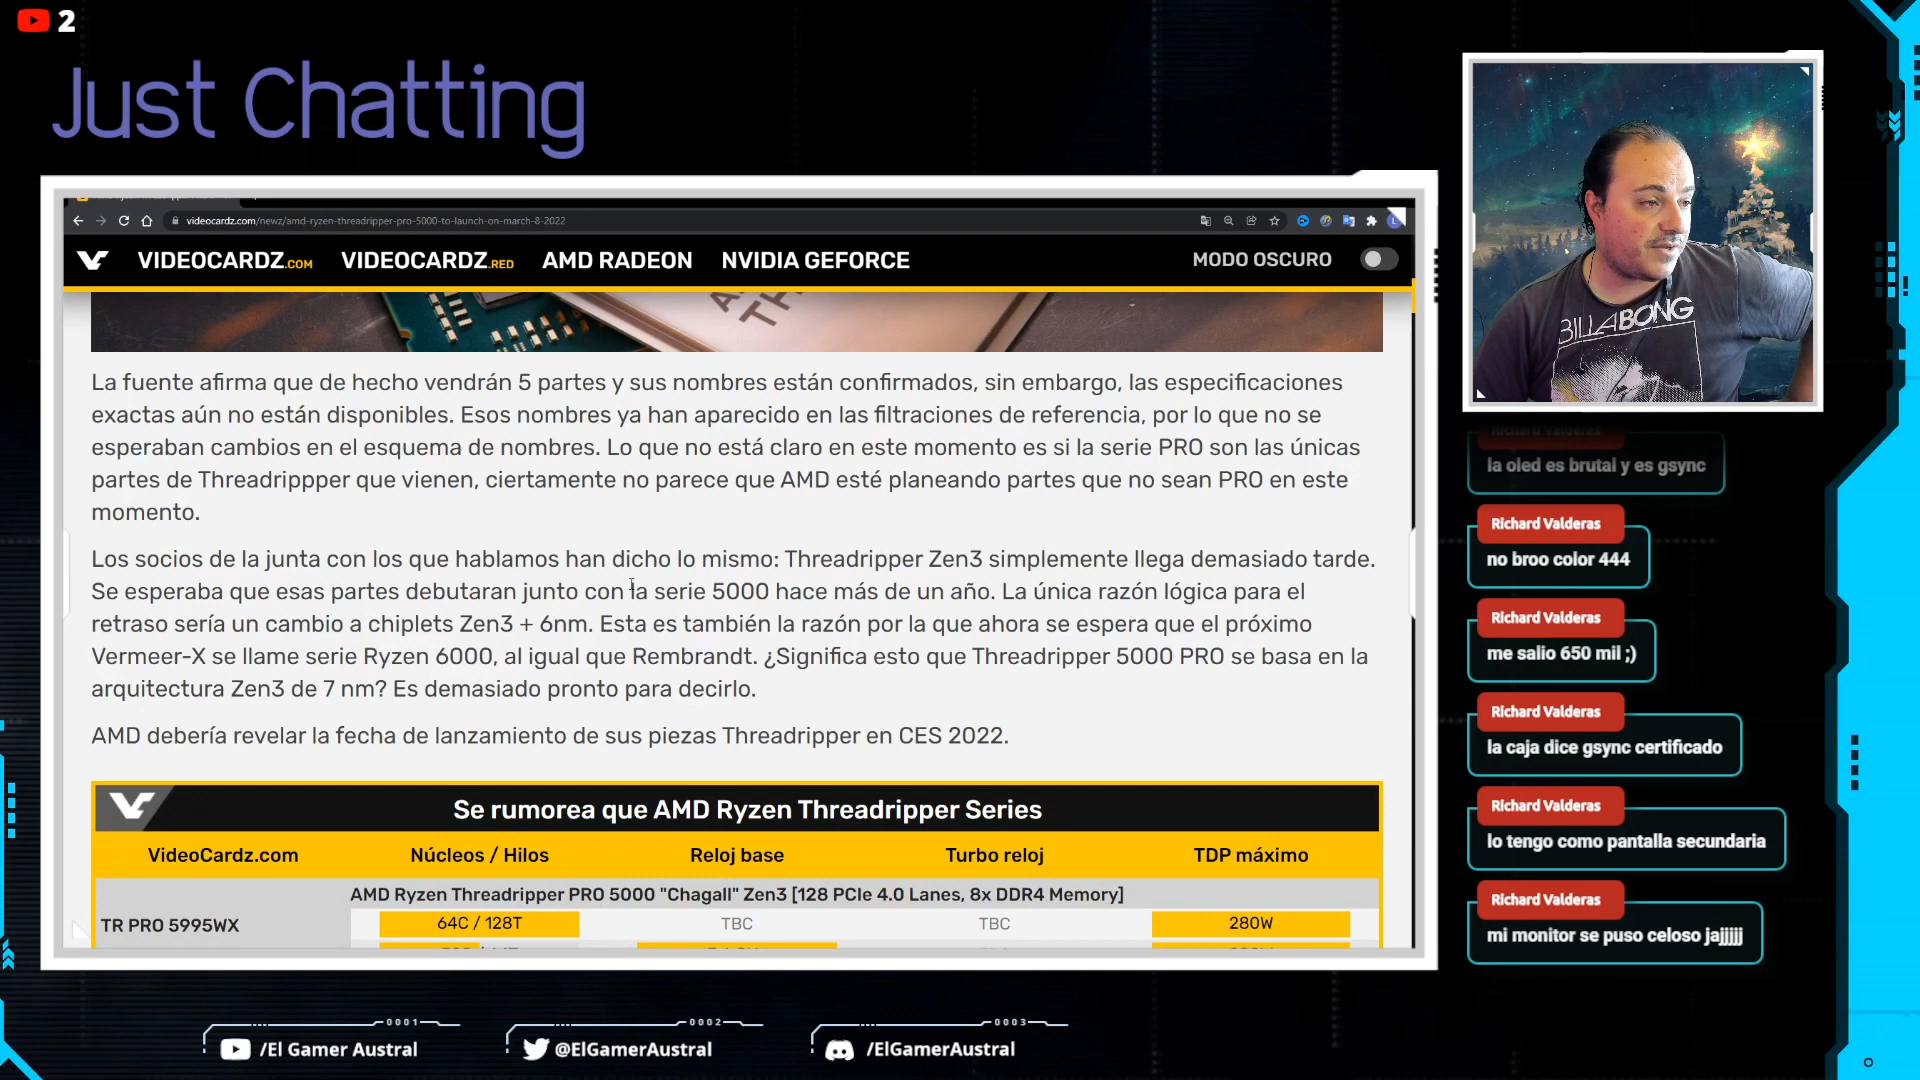 2
Just Chatting
videocardz.com/newz/amd-ryzen-threadripper-pro-5000-to-launch-on-march-8-2022
VIDEOCARDZ.COM VIDEOCARDZ.RED AMD RADEON NVIDIA GEFORCE MODO OSCURO
La fuente afirma que de hecho vendrán 5 partes y sus nombres están confirmados, sin embargo, las especificaciones
exactas aún no están disponibles. Esos nombres ya han aparecido en las filtraciones de referencia, por lo que no se
esperaban cambios en el esquema de nombres. Lo que no está claro en este momento es si la serie PRO son las únicas
partes de Threadrippper que vienen, ciertamente no parece que AMD esté planeando partes que no sean PRO en este
momento.
Los socios de la junta con los que hablamos han dicho lo mismo: Threadripper Zen3 simplemente llega demasiado tarde.
Se esperaba que esas partes debutaran junto con la serie 5000 hace más de un año. La única razón lógica para el
retraso sería un cambio a chiplets Zen3 + 6nm. Esta es también la razón por la que ahora se espera que el próximo
Vermeer-X se llame serie Ryzen 6000, al igual que Rembrandt. ¿Significa esto que Threadripper 5000 PRO se basa en la
arquitectura Zen3 de 7 nm? Es demasiado pronto para decirlo.
AMD debería revelar la fecha de lanzamiento de sus piezas Threadripper en CES 2022.
Se rumorea que AMD Ryzen Threadripper Series
VideoCardz.com Núcleos / Hilos Reloj base Turbo reloj TDP máximo
AMD Ryzen Threadripper PRO 5000 "Chagall" Zen3 [128 PCIe 4.0 Lanes, 8x DDR4 Memory]
TR PRO 5995WX 64C / 128T TBC TBC 280W
BILLABONG
Richard Valderas
la oled es brutal y es gsync
Richard Valderas
no broo color 444
Richard Valderas
me salio 650 mil ;)
Richard Valderas
la caja dice gsync certificado
Richard Valderas
lo tengo como pantalla secundaria
Richard Valderas
mi monitor se puso celoso jajjjjj
0001 0002 0003
/El Gamer Austral @ElGamerAustral /ElGamerAustral